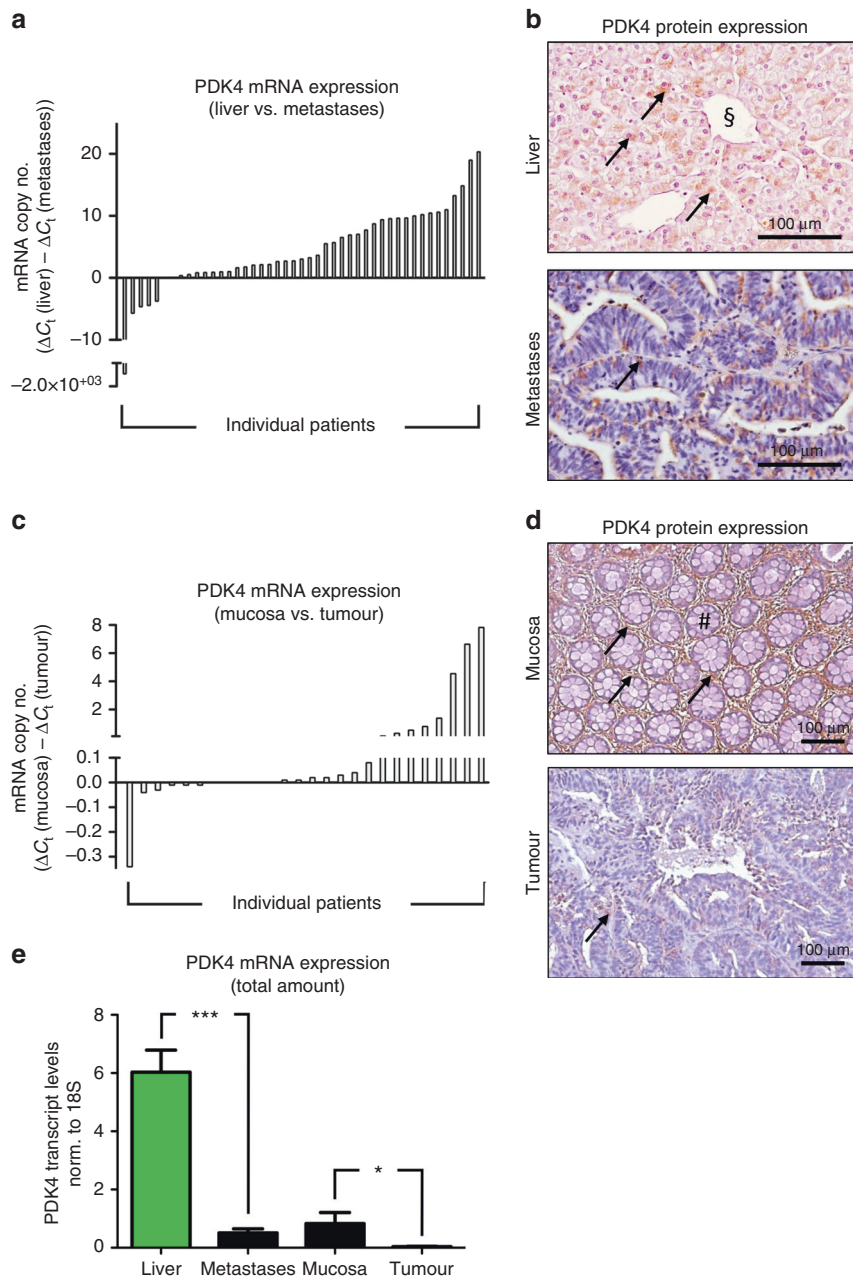 a
PDK4 mRNA expression
(liver vs. metastases)
mRNA copy no.
(ΔCt (liver) – ΔCt (metastases))
20
10
0
–10
–2.0×10+03
Individual patients
b
PDK4 protein expression
Liver
§
100 μm
Metastases
100 μm
c
PDK4 mRNA expression
(mucosa vs. tumour)
mRNA copy no.
(ΔCt (mucosa) – ΔCt (tumour))
8
6
4
2
0.1
0.0
–0.1
–0.2
–0.3
Individual patients
d
PDK4 protein expression
Mucosa
#
100 μm
Tumour
100 μm
e
PDK4 mRNA expression
(total amount)
PDK4 transcript levels
norm. to 18S
8
6
4
2
0
***
*
Liver Metastases Mucosa Tumour